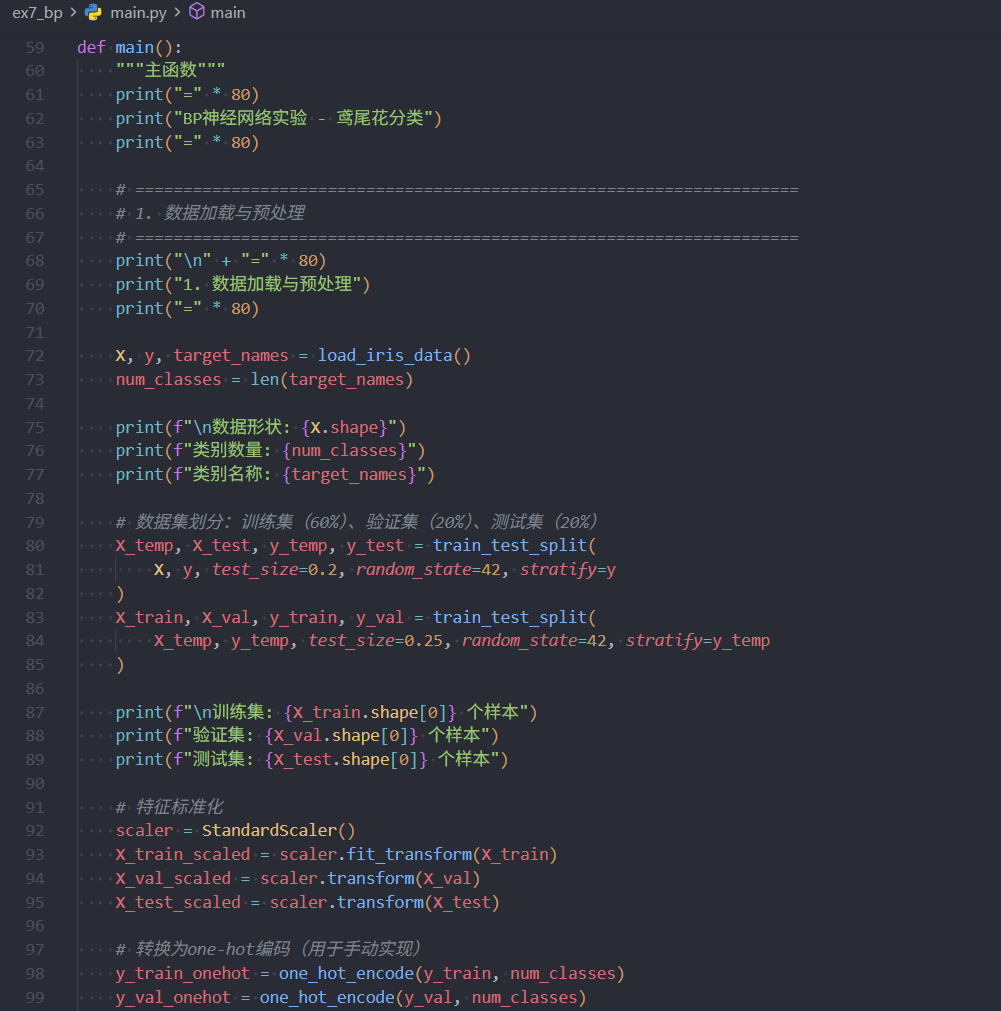 ex7_bp > main.py > main
59 def main():
60 """主函数"""
61 print("=" * 80)
62 print("BP神经网络实验 - 鸢尾花分类")
63 print("=" * 80)
64
65 # =====================================================================
66 # 1. 数据加载与预处理
67 # =====================================================================
68 print("\n" + "=" * 80)
69 print("1. 数据加载与预处理")
70 print("=" * 80)
71
72 X, y, target_names = load_iris_data()
73 num_classes = len(target_names)
74
75 print(f"\n数据形状: {X.shape}")
76 print(f"类别数量: {num_classes}")
77 print(f"类别名称: {target_names}")
78
79 # 数据集划分：训练集（60%）、验证集（20%）、测试集（20%）
80 X_temp, X_test, y_temp, y_test = train_test_split(
81 X, y, test_size=0.2, random_state=42, stratify=y
82 )
83 X_train, X_val, y_train, y_val = train_test_split(
84 X_temp, y_temp, test_size=0.25, random_state=42, stratify=y_temp
85 )
86
87 print(f"\n训练集: {X_train.shape[0]} 个样本")
88 print(f"验证集: {X_val.shape[0]} 个样本")
89 print(f"测试集: {X_test.shape[0]} 个样本")
90
91 # 特征标准化
92 scaler = StandardScaler()
93 X_train_scaled = scaler.fit_transform(X_train)
94 X_val_scaled = scaler.transform(X_val)
95 X_test_scaled = scaler.transform(X_test)
96
97 # 转换为one-hot编码（用于手动实现）
98 y_train_onehot = one_hot_encode(y_train, num_classes)
99 y_val_onehot = one_hot_encode(y_val, num_classes)